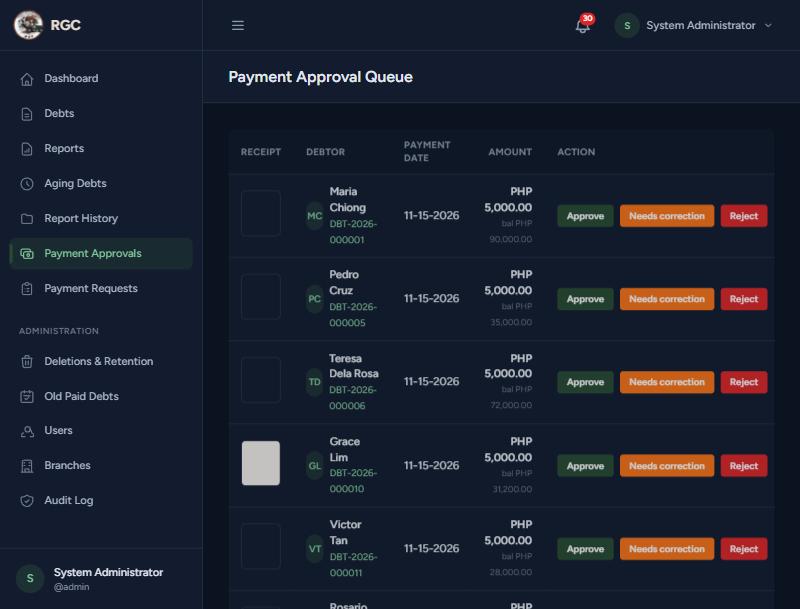 RGC
30
S
System Administrator
Dashboard
Debts
Reports
Aging Debts
Report History
Payment Approvals
Payment Requests
ADMINISTRATION
Deletions & Retention
Old Paid Debts
Users
Branches
Audit Log
S
System Administrator
@admin
Payment Approval Queue
RECEIPT
DEBTOR
PAYMENT
DATE
AMOUNT
ACTION
MC
Maria
Chiong
DBT-2026-
000001
11-15-2026
PHP
5,000.00
bal PHP
90,000.00
Approve
Needs correction
Reject
PC
Pedro
Cruz
DBT-2026-
000005
11-15-2026
PHP
5,000.00
bal PHP
35,000.00
Approve
Needs correction
Reject
TD
Teresa
Dela Rosa
DBT-2026-
000006
11-15-2026
PHP
5,000.00
bal PHP
72,000.00
Approve
Needs correction
Reject
GL
Grace
Lim
DBT-2026-
000010
11-15-2026
PHP
5,000.00
bal PHP
31,200.00
Approve
Needs correction
Reject
VT
Victor
Tan
DBT-2026-
000011
11-15-2026
PHP
5,000.00
bal PHP
28,000.00
Approve
Needs correction
Reject
Rosario
PHP